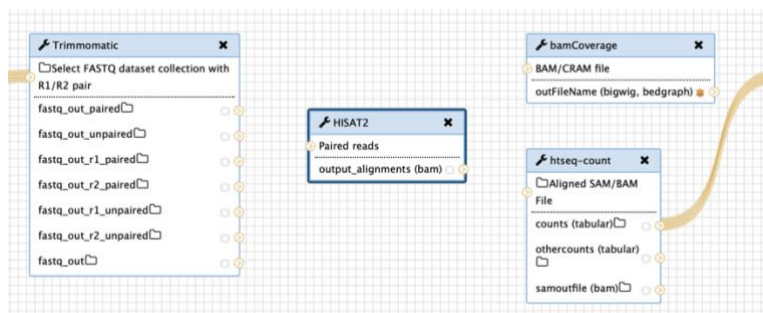 Trimmomatic
Select FASTQ dataset collection with
R1/R2 pair
fastq_out_paired
fastq_out_unpaired
fastq_out_r1_paired
fastq_out_r2_paired
fastq_out_r1_unpaired
fastq_out_r2_unpaired
fastq_out
HISAT2
Paired reads
output_alignments (bam)
bamCoverage
BAM/CRAM file
outFileName (bigwig, bedgraph)
htseq-count
Aligned SAM/BAM
File
counts (tabular)
othercounts (tabular)
samoutfile (bam)